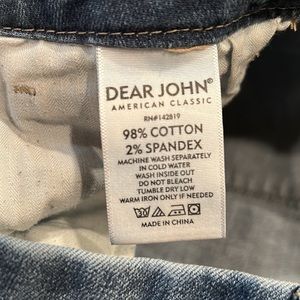 DEAR JOHN®
AMERICAN CLASSIC
RN#142819
98% COTTON
2% SPANDEX
MACHINE WASH SEPARATELY
IN COLD WATER
WASH INSIDE OUT
DO NOT BLEACH
TUMBLE DRY LOW
WARM IRON ONLY IF NEEDED
MADE IN CHINA